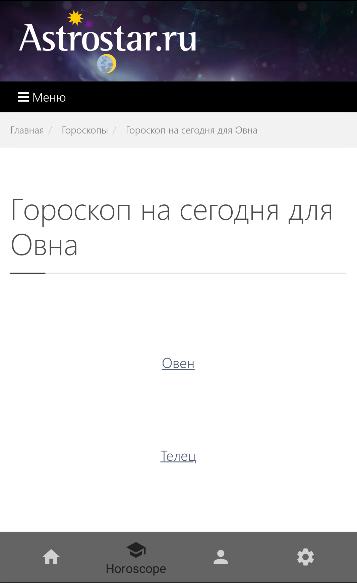 Astrostar.ru
Меню
Главная / Гороскопы / Гороскоп на сегодня для Овна
Гороскоп на сегодня для
Овна
Овен
Телец
Horoscope